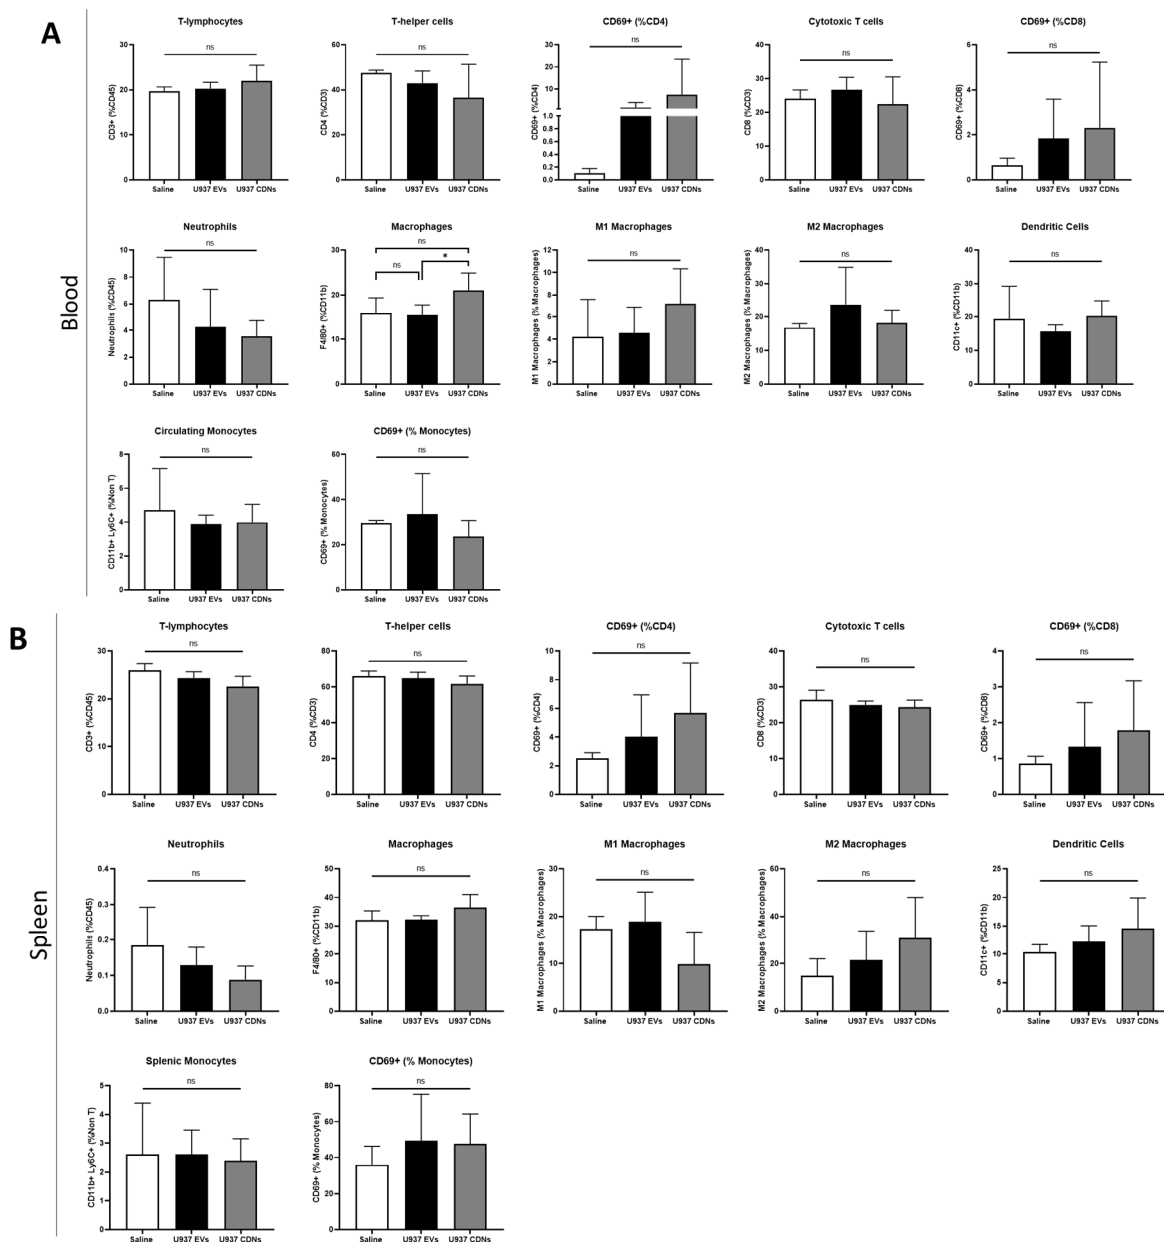 A
Blood
T-lymphocytes
ns
CD3+ (%CD45)
30
20
10
0
Saline U937 EVs U937 CDNs
T-helper cells
ns
CD4 (%CD3)
60
40
20
0
Saline U937 EVs U937 CDNs
CD69+ (%CD4)
ns
CD69+ (%CD4)
30
20
10
1.0
0.8
0.6
0.4
0.2
0.0
Saline U937 EVs U937 CDNs
Cytotoxic T cells
ns
CD8 (%CD3)
40
30
20
10
0
Saline U937 EVs U937 CDNs
CD69+ (%CD8)
ns
CD69+ (%CD8)
6
4
2
0
Saline U937 EVs U937 CDNs
Neutrophils
ns
Neutrophils (%CD45)
10
8
6
4
2
0
Saline U937 EVs U937 CDNs
Macrophages
ns
ns
*
F4/80+ (%CD11b)
30
20
10
0
Saline U937 EVs U937 CDNs
M1 Macrophages
ns
M1 Macrophages (% Macrophages)
12
10
8
6
4
2
0
Saline U937 EVs U937 CDNs
M2 Macrophages
ns
M2 Macrophages (% Macrophages)
40
30
20
10
0
Saline U937 EVs U937 CDNs
Dendritic Cells
ns
CD11c+ (%CD11b)
40
30
20
10
0
Saline U937 EVs U937 CDNs
Circulating Monocytes
ns
CD11b+ Ly6C+ (%Non T)
8
6
4
2
0
Saline U937 EVs U937 CDNs
CD69+ (% Monocytes)
ns
CD69+ (% Monocytes)
60
40
20
0
Saline U937 EVs U937 CDNs
B
Spleen
T-lymphocytes
ns
CD3+ (%CD45)
30
20
10
0
Saline U937 EVs U937 CDNs
T-helper cells
ns
CD4 (%CD3)
80
60
40
20
0
Saline U937 EVs U937 CDNs
CD69+ (%CD4)
ns
CD69+ (%CD4)
10
8
6
4
2
0
Saline U937 EVs U937 CDNs
Cytotoxic T cells
ns
CD8 (%CD3)
40
30
20
10
0
Saline U937 EVs U937 CDNs
CD69+ (%CD8)
ns
CD69+ (%CD8)
4
3
2
1
0
Saline U937 EVs U937 CDNs
Neutrophils
ns
Neutrophils (%CD45)
0.4
0.3
0.2
0.1
0.0
Saline U937 EVs U937 CDNs
Macrophages
ns
F4/80+ (%CD11b)
50
40
30
20
10
0
Saline U937 EVs U937 CDNs
M1 Macrophages
ns
M1 Macrophages (% Macrophages)
30
20
10
0
Saline U937 EVs U937 CDNs
M2 Macrophages
ns
M2 Macrophages (% Macrophages)
60
40
20
0
Saline U937 EVs U937 CDNs
Dendritic Cells
ns
CD11c+ (%CD11b)
25
20
15
10
5
0
Saline U937 EVs U937 CDNs
Splenic Monocytes
ns
CD11b+ Ly6C+ (%Non T)
5
4
3
2
1
0
Saline U937 EVs U937 CDNs
CD69+ (% Monocytes)
ns
CD69+ (% Monocytes)
80
60
40
20
0
Saline U937 EVs U937 CDNs